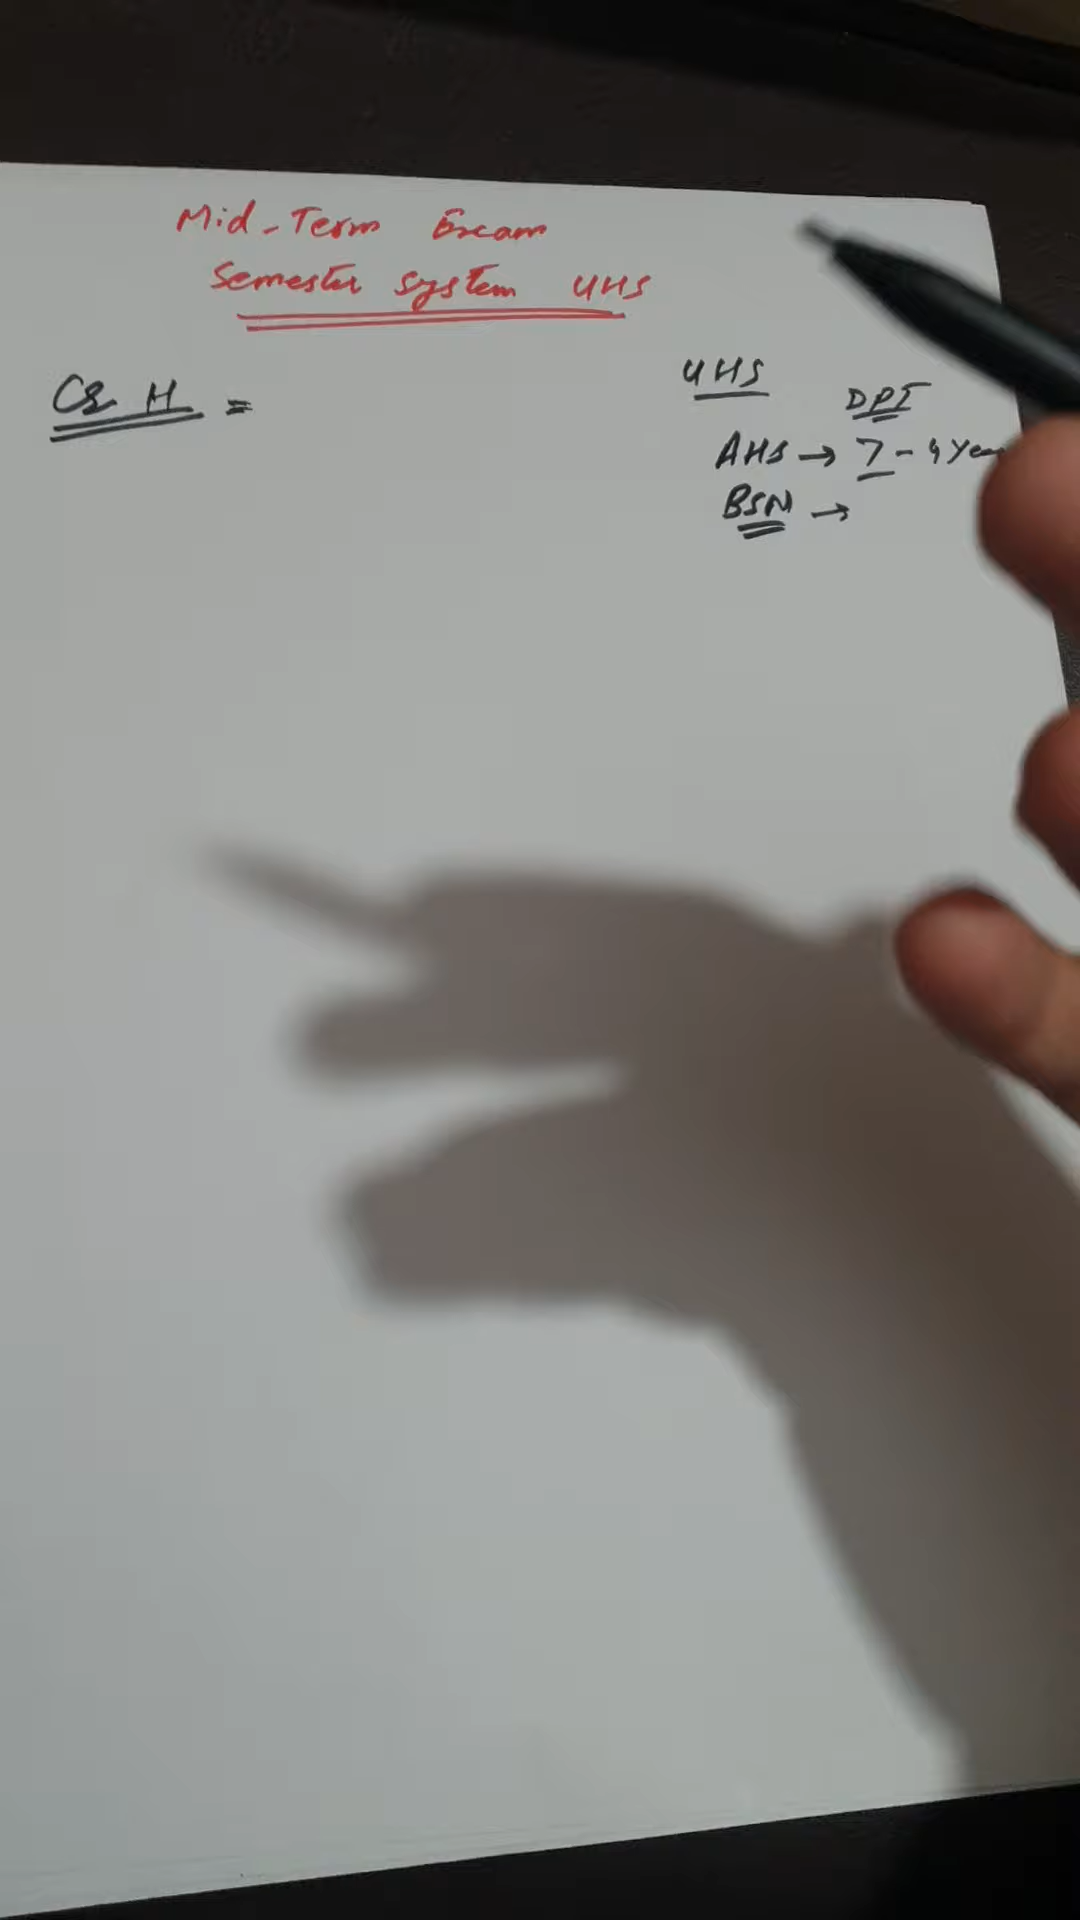 Mid-Term Exam
Semester system UHS
Cr H =
UHS
DPT
AHS → 7 - 4 Year
BSN →